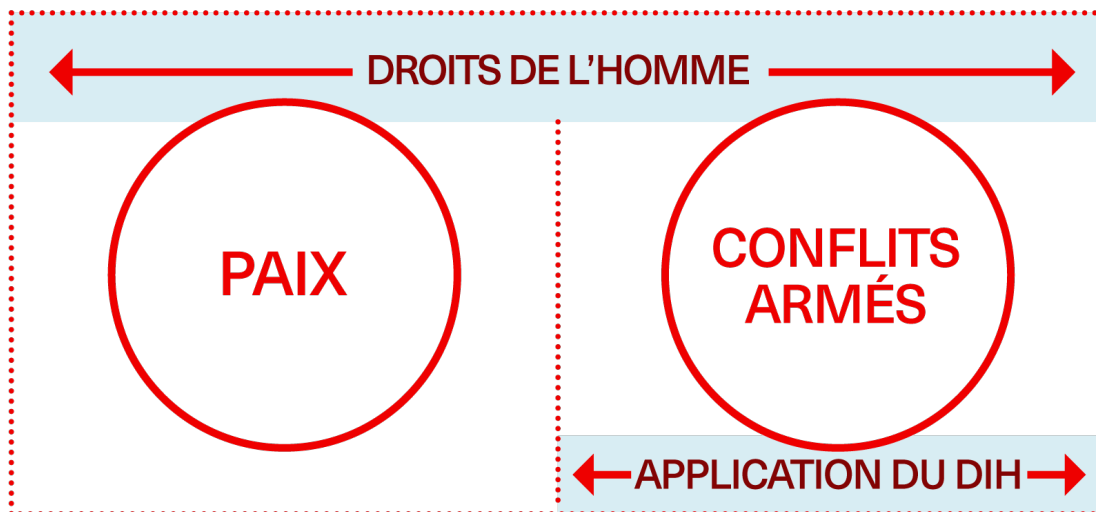 DROITS DE L'HOMME
PAIX
CONFLITS
ARMÉS
APPLICATION DU DIH